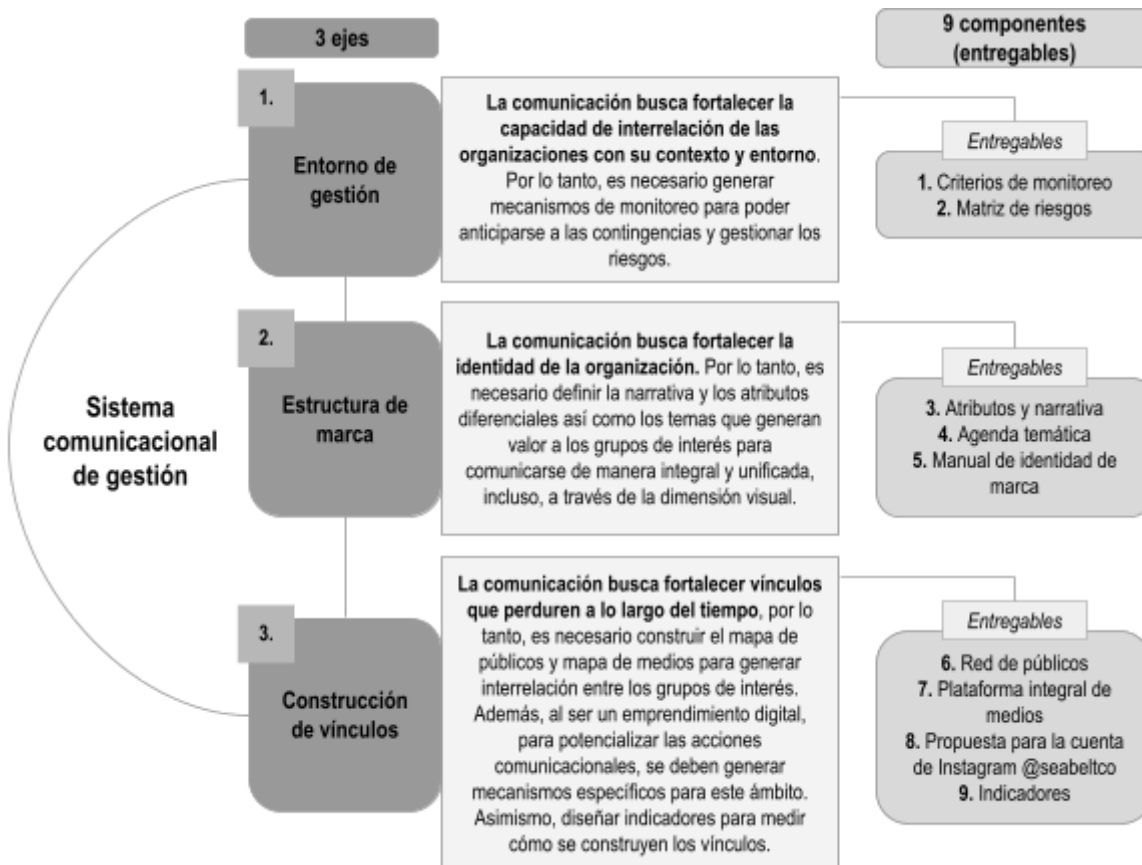 3 ejes
9 componentes
(entregables)
Sistema
comunicacional
de gestión
1.
Entorno de
gestión
La comunicación busca fortalecer la
capacidad de interrelación de las
organizaciones con su contexto y entorno.
Por lo tanto, es necesario generar
mecanismos de monitoreo para poder
anticiparse a las contingencias y gestionar los
riesgos.
Entregables
1. Criterios de monitoreo
2. Matriz de riesgos
2.
Estructura de
marca
La comunicación busca fortalecer la
identidad de la organización. Por lo tanto, es
necesario definir la narrativa y los atributos
diferenciales así como los temas que generan
valor a los grupos de interés para
comunicarse de manera integral y unificada,
incluso, a través de la dimensión visual.
Entregables
3. Atributos y narrativa
4. Agenda temática
5. Manual de identidad de
marca
3.
Construcción
de vínculos
La comunicación busca fortalecer vínculos
que perduren a lo largo del tiempo, por lo
tanto, es necesario construir el mapa de
públicos y mapa de medios para generar
interrelación entre los grupos de interés.
Además, al ser un emprendimiento digital,
para potencializar las acciones
comunicacionales, se deben generar
mecanismos específicos para este ámbito.
Asimismo, diseñar indicadores para medir
cómo se construyen los vínculos.
Entregables
6. Red de públicos
7. Plataforma integral de
medios
8. Propuesta para la cuenta
de Instagram @seabeltco
9. Indicadores